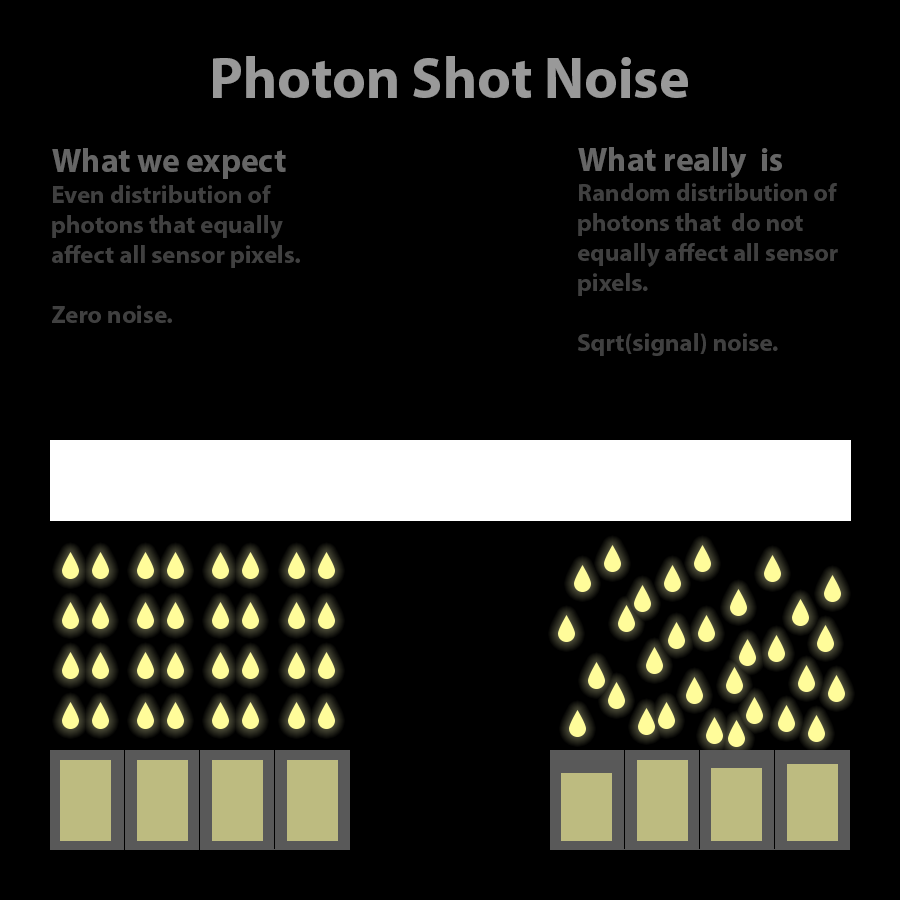 Photon Shot Noise
What we expect
Even distribution of
photons that equally
affect all sensor pixels.
Zero noise.
What really  is
Random distribution of
photons that  do not
equally affect all sensor
pixels.
Sqrt(signal) noise.